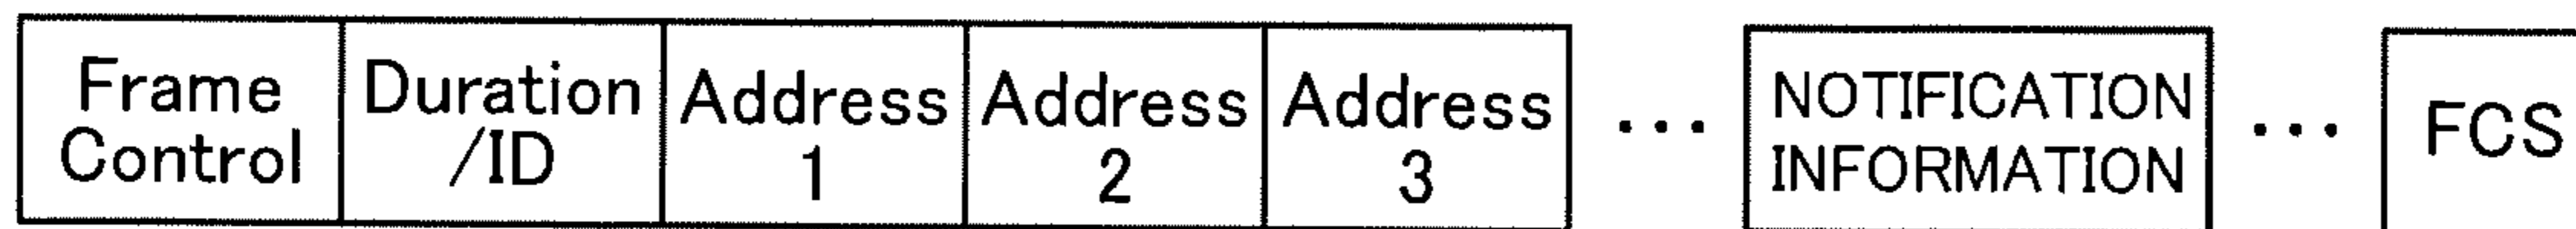 Frame
Control
Duration
/ID
Address
1
Address
2
Address
3
...
NOTIFICATION
INFORMATION
...
FCS